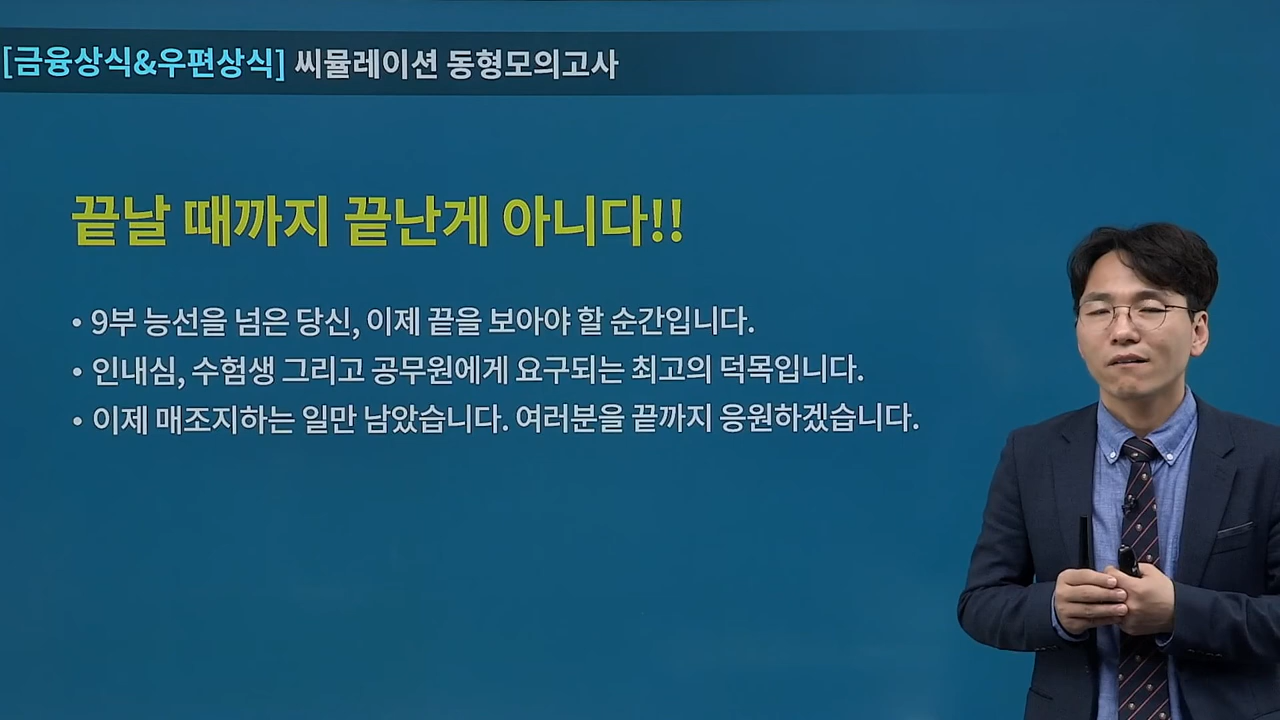 [금융상식&우편상식] 씨뮬레이션 동형모의고사
끝날 때까지 끝난게 아니다!!
• 9부 능선을 넘은 당신, 이제 끝을 보아야 할 순간입니다.
• 인내심, 수험생 그리고 공무원에게 요구되는 최고의 덕목입니다.
• 이제 매조지하는 일만 남았습니다. 여러분을 끝까지 응원하겠습니다.